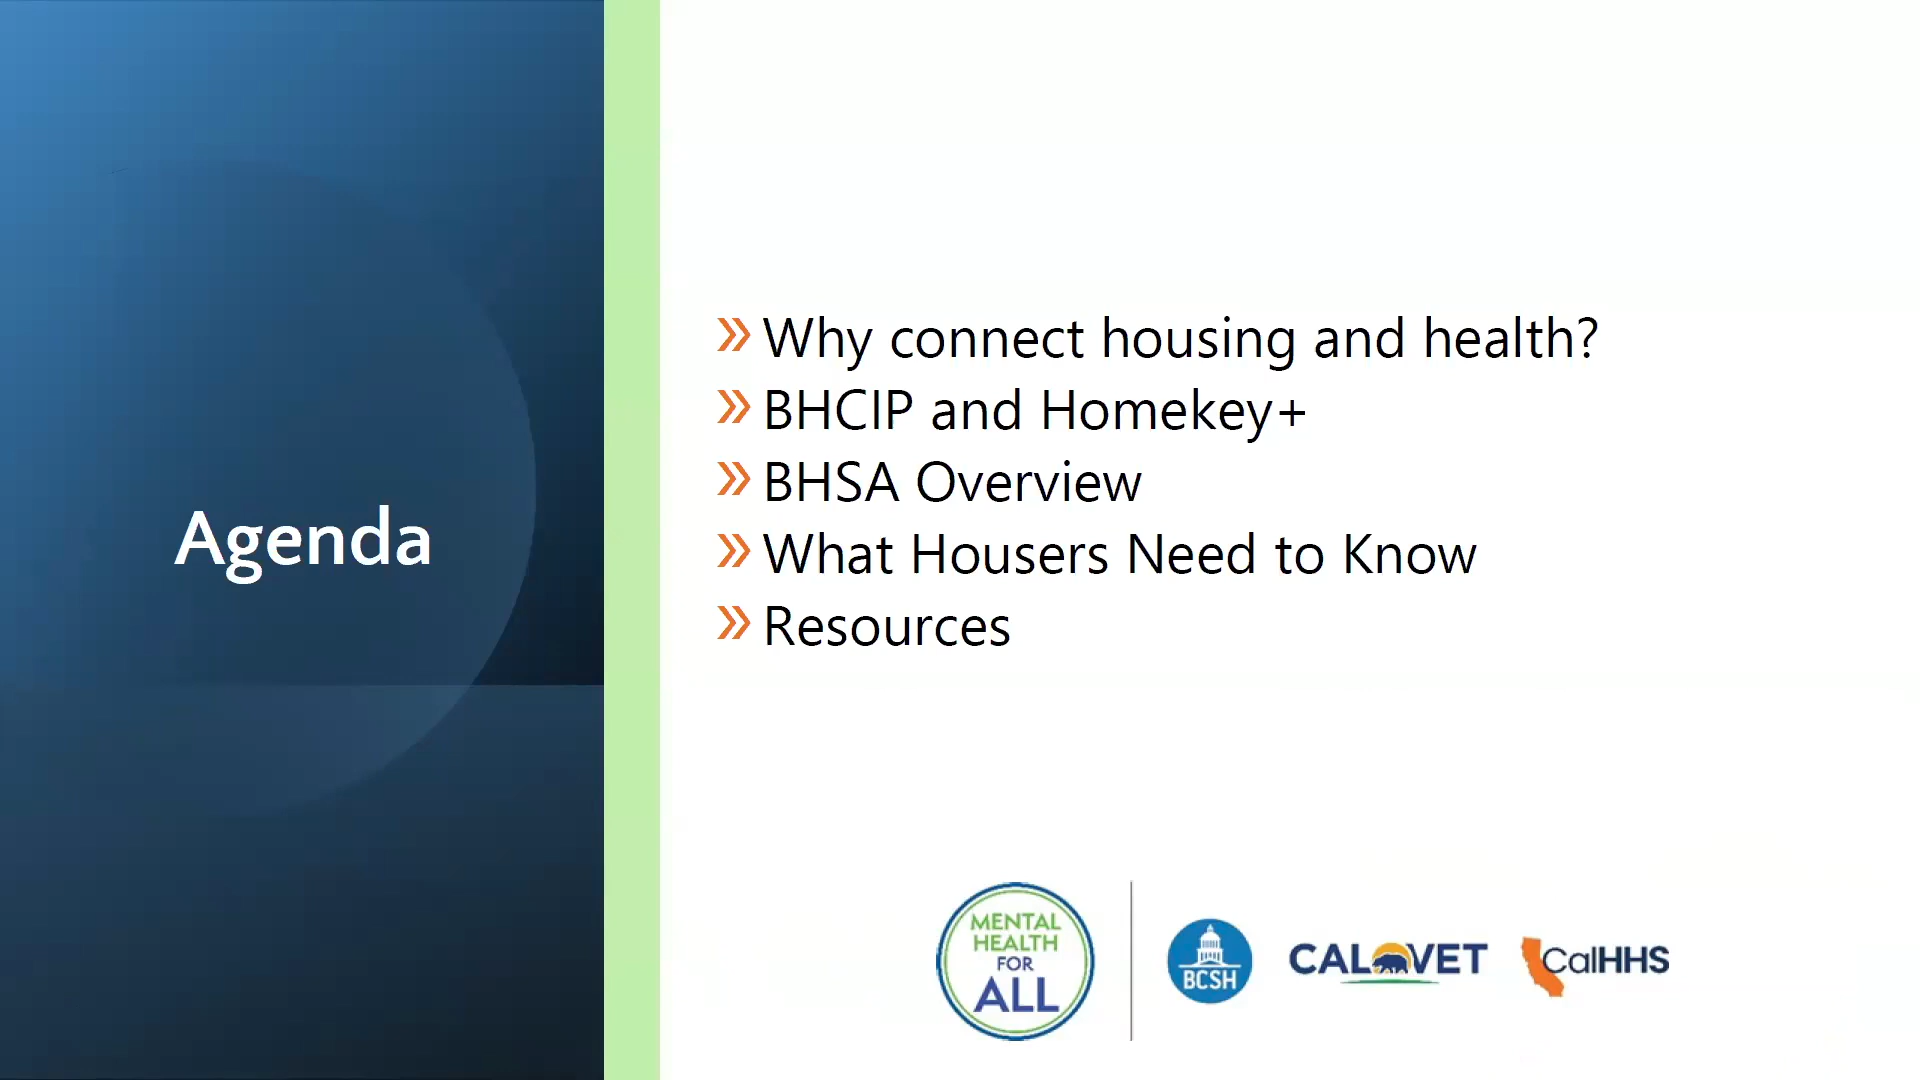 Agenda
Why connect housing and health?
BHCIP and Homekey+
BHSA Overview
What Housers Need to Know
Resources
MENTAL
HEALTH
FOR
ALL
BCSH
CALVET
CalHHS